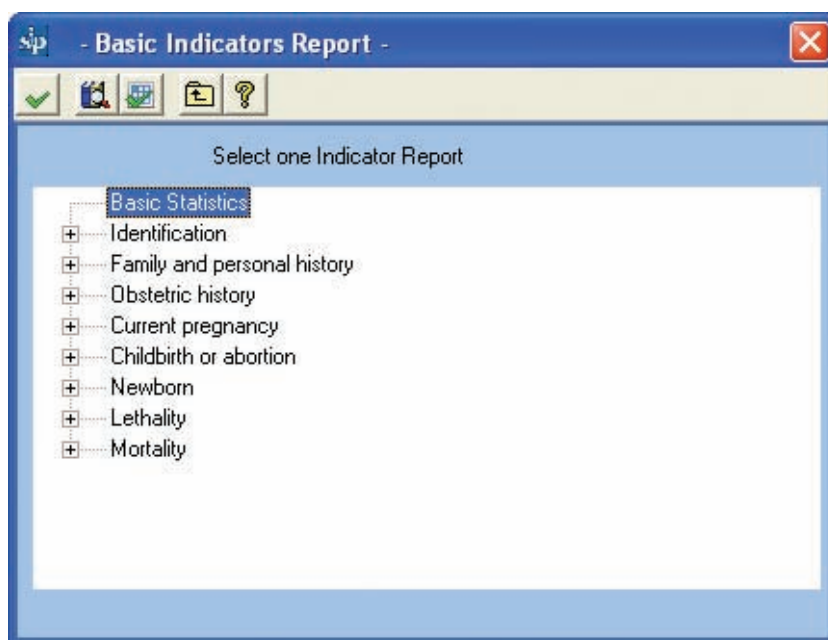 sip - Basic Indicators Report -
Select one Indicator Report
Basic Statistics
Identification
Family and personal history
Obstetric history
Current pregnancy
Childbirth or abortion
Newborn
Lethality
Mortality